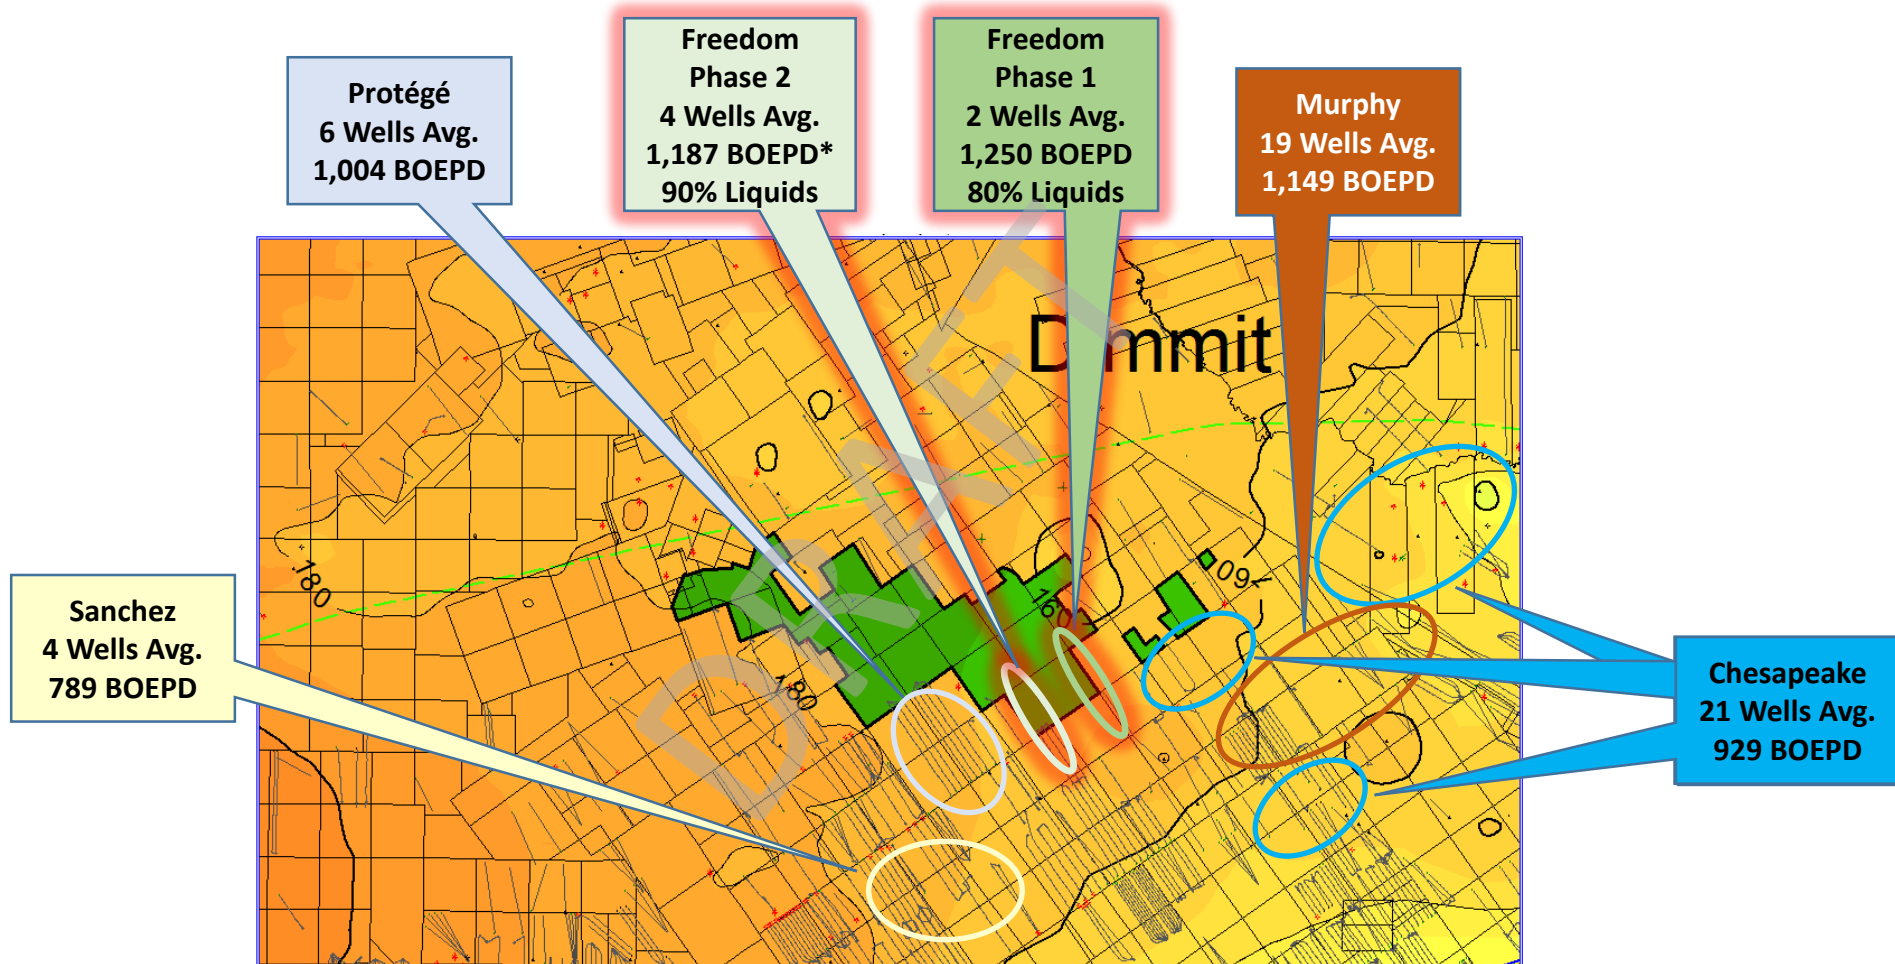 Freedom
Phase 2
4 Wells Avg.
1,187 BOEPD*
90% Liquids
Freedom
Phase 1
2 Wells Avg.
1,250 BOEPD
80% Liquids
Protégé
6 Wells Avg.
1,004 BOEPD
Murphy
19 Wells Avg.
1,149 BOEPD
D mmit
DRAFT
180
160
160
180
Sanchez
4 Wells Avg.
789 BOEPD
Chesapeake
21 Wells Avg.
929 BOEPD